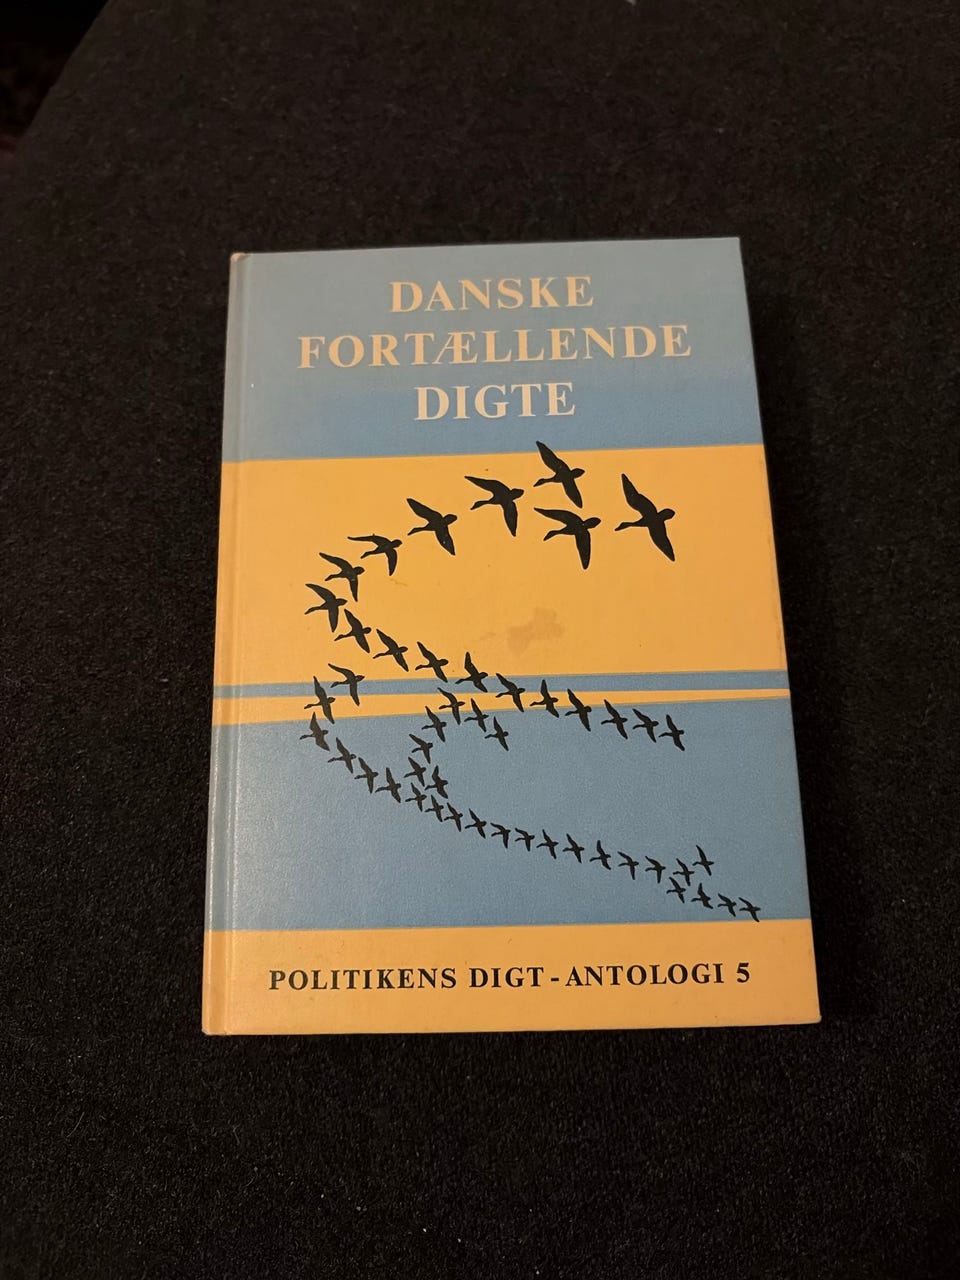 DANSKE
FORTÆLLENDE
DIGTE
POLITIKENS DIGT-ANTOLOGI 5